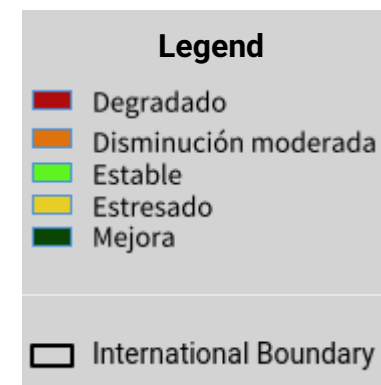 Legend
Degradado
Disminución moderada
Estable
Estresado
Mejora
International Boundary